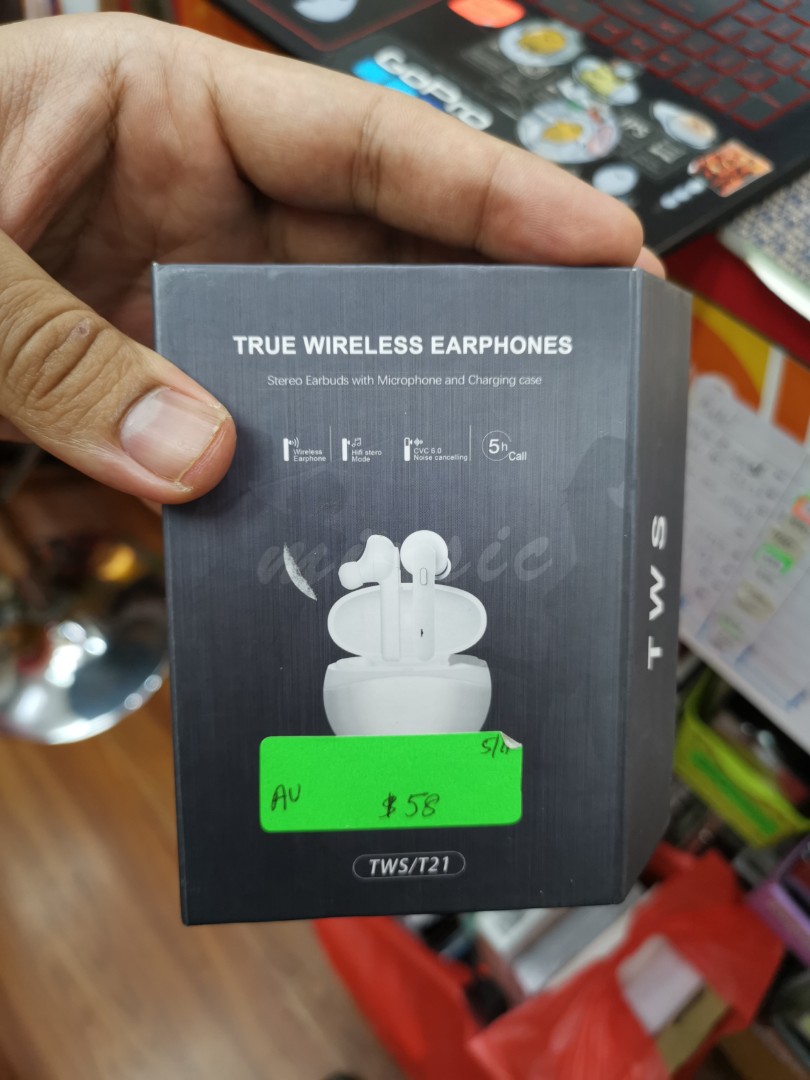 GoPro
TRUE WIRELESS EARPHONES
Stereo Earbuds with Microphone and Charging case
Wireless
Earphone
Hifi stero
Mode
CVC 6.0
Noise cancelling
5h
Call
TWS
AU
$58
TWS/T21